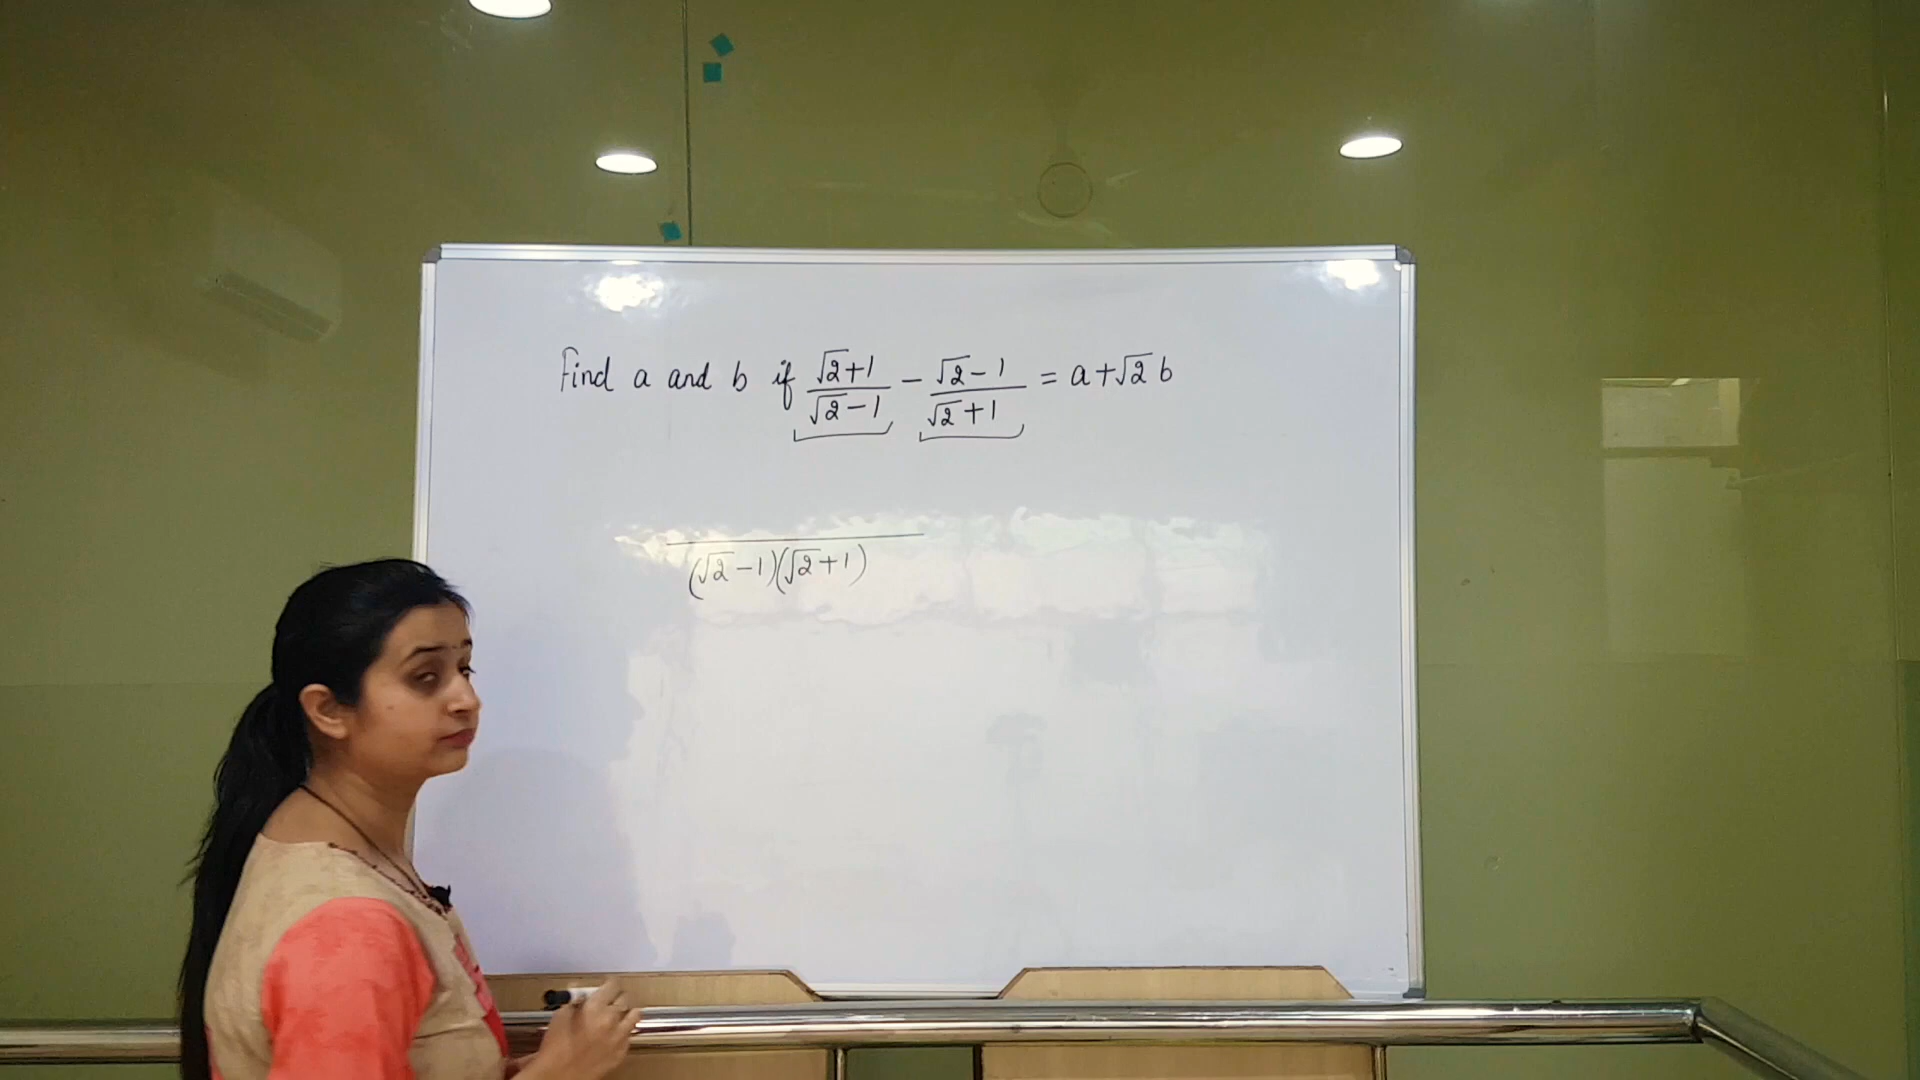 Find a and b if (√2+1)/(√2-1) - (√2-1)/(√2+1) = a+√2 b
(√2-1)(√2+1)